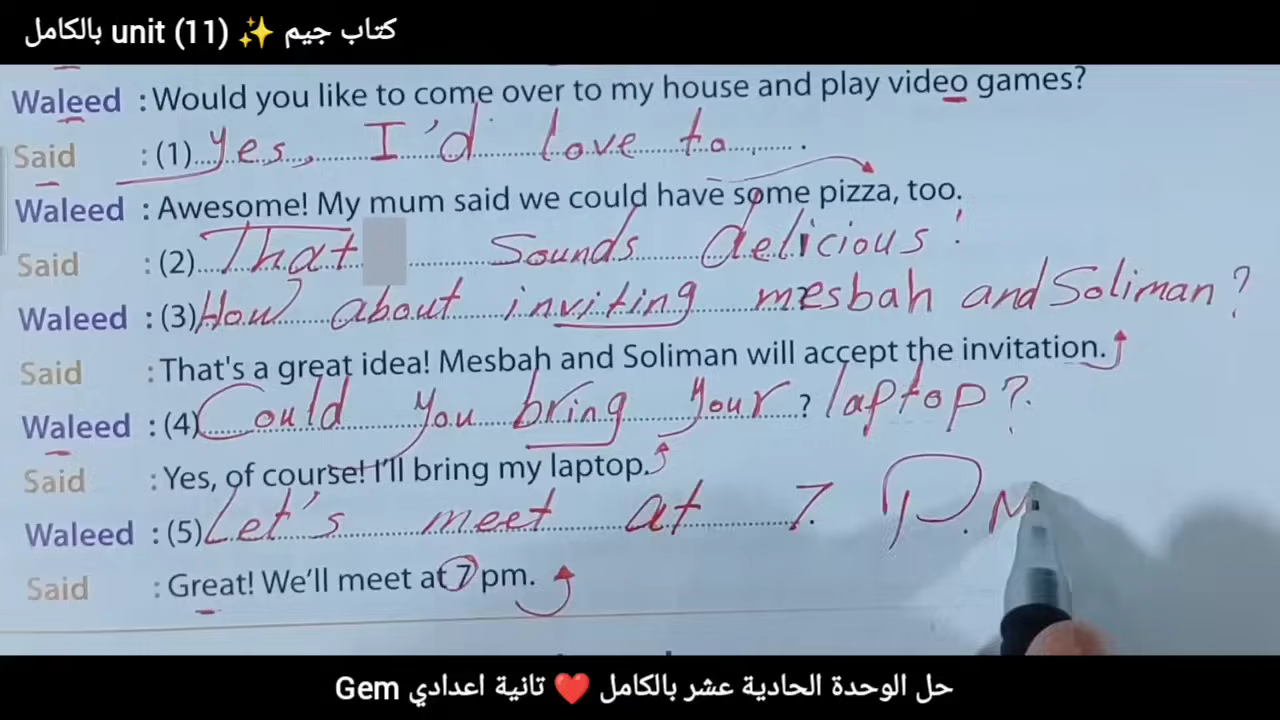 كتاب جيم ✨ unit (11) بالكامل
Waleed : Would you like to come over to my house and play video games?
Said : (1) Yes, I'd love to .
Waleed : Awesome! My mum said we could have some pizza, too.
Said : (2) That Sounds delicious!
Waleed : (3) How about inviting mesbah and Soliman?
Said : That's a great idea! Mesbah and Soliman will accept the invitation.
Waleed : (4) Could you bring your ? laptop?
Said : Yes, of course! I'll bring my laptop.
Waleed : (5) Let's meet at 7 P.M
Said : Great! We'll meet at 7 pm.
حل الوحدة الحادية عشر بالكامل ❤️ تانية اعدادي Gem